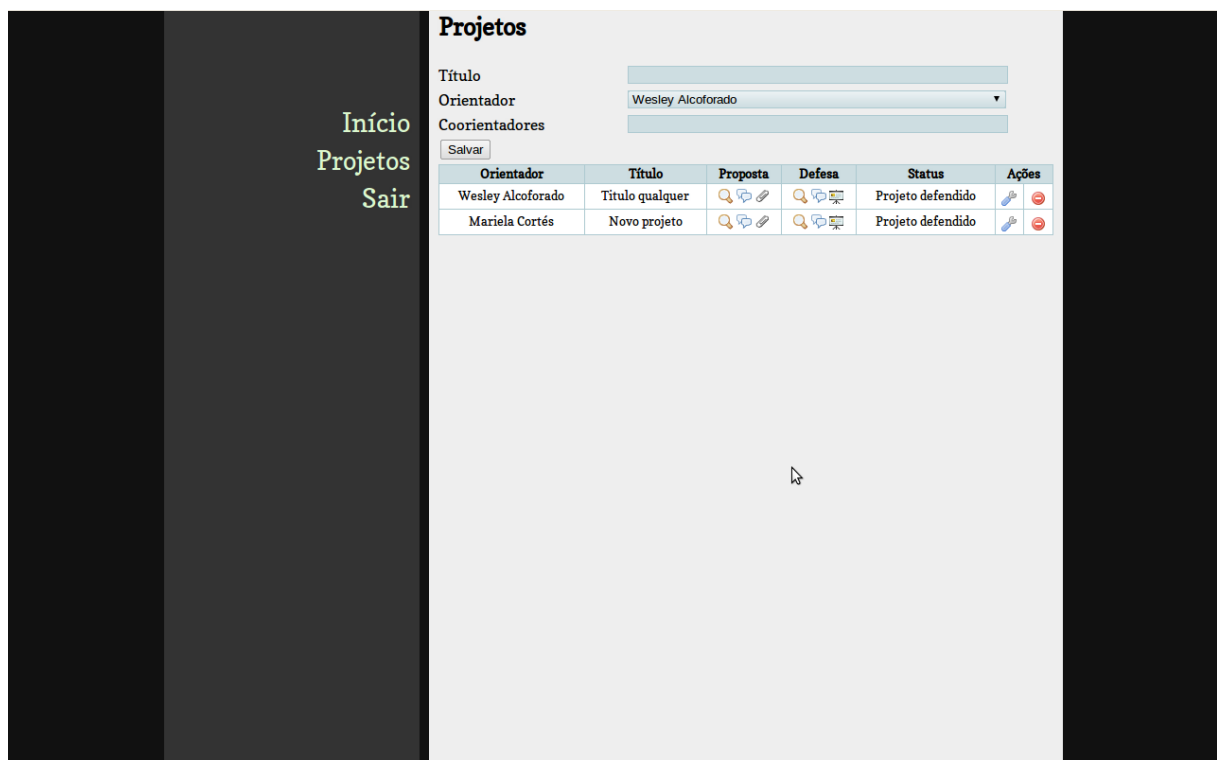 Projetos
Título
Orientador Wesley Alcoforado
Coorientadores
Salvar
Início
Projetos
Sair
Orientador Título Proposta Defesa Status Ações
Wesley Alcoforado Titulo qualquer Projeto defendido
Mariela Cortés Novo projeto Projeto defendido